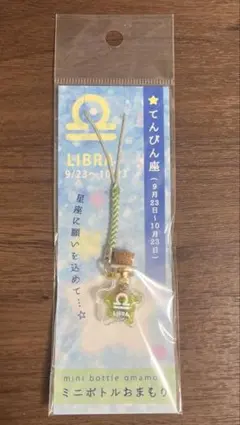 LIBRA
9/23～10/23
★てんびん座(9月23日～10月23日)
星座に願いを込めて…☆
LIBRA
mini bottle omamori
ミニボトルおまもり